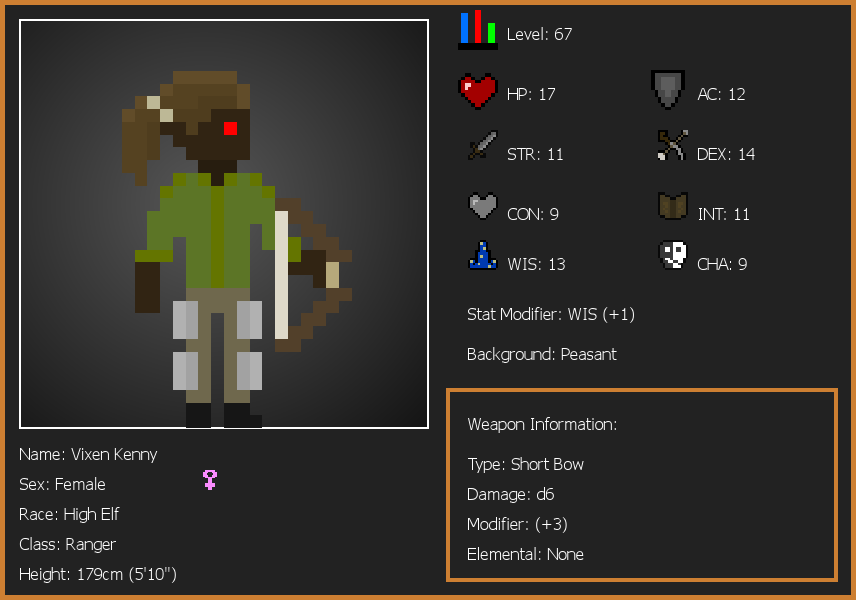 Level: 67
HP: 17
AC: 12
STR: 11
DEX: 14
CON: 9
INT: 11
WIS: 13
CHA: 9
Stat Modifier: WIS (+1)
Background: Peasant
Weapon Information:
Type: Short Bow
Damage: d6
Modifier: (+3)
Elemental: None
Name: Vixen Kenny
Sex: Female
Race: High Elf
Class: Ranger
Height: 179cm (5'10")